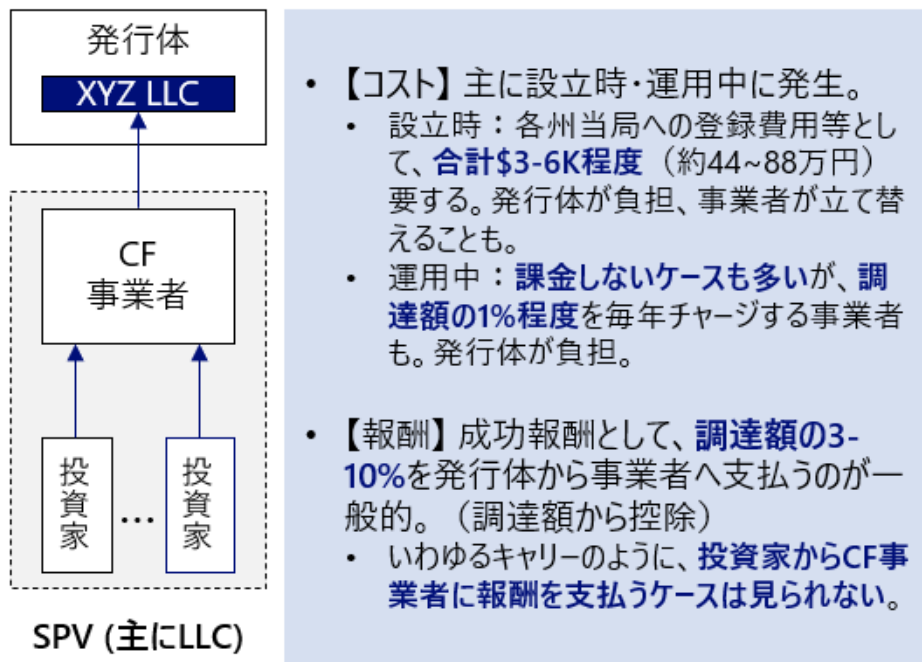 発行体
XYZ LLC
CF
事業者
投資家
…
投資家
SPV (主にLLC)
• 【コスト】 主に設立時・運用中に発生。
• 設立時：各州当局への登録費用等とし
て、合計$3-6K程度 （約44~88万円）
要する。発行体が負担、事業者が立て替
えることも。
• 運用中：課金しないケースも多いが、調
達額の1%程度を毎年チャージする事業者
も。発行体が負担。
• 【報酬】 成功報酬として、調達額の3-
10%を発行体から事業者へ支払うのが一
般的。（調達額から控除）
• いわゆるキャリーのように、投資家からCF事
業者に報酬を支払うケースは見られない。